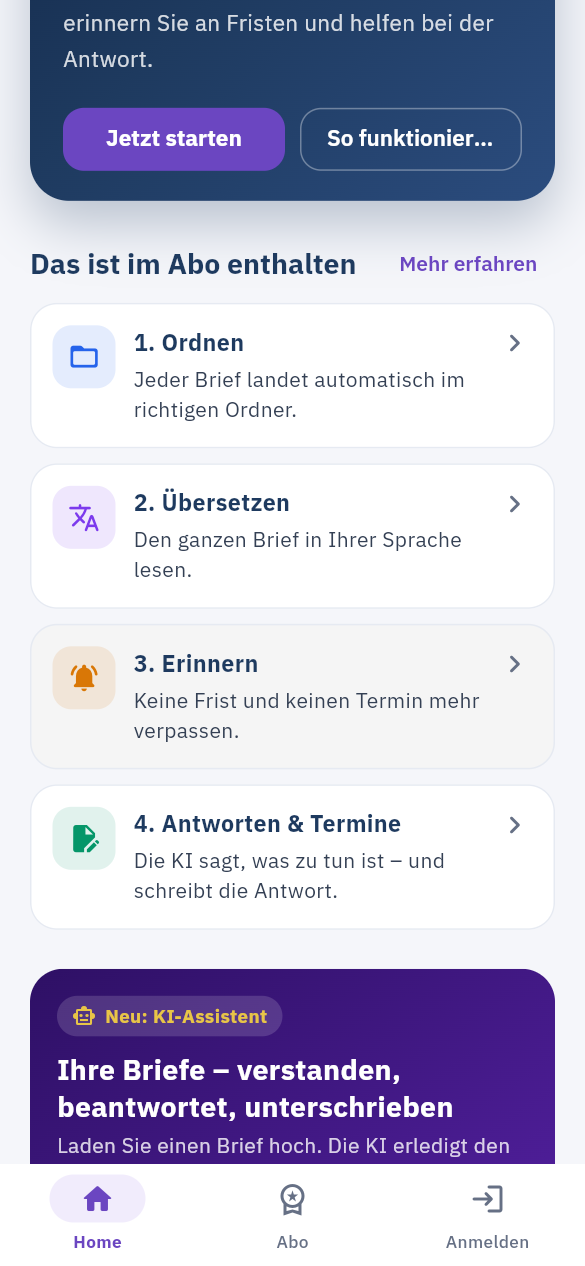 erinnern Sie an Fristen und helfen bei der
Antwort.
Jetzt starten
So funktionier...
Das ist im Abo enthalten
Mehr erfahren
1. Ordnen
Jeder Brief landet automatisch im
richtigen Ordner.
2. Übersetzen
Den ganzen Brief in Ihrer Sprache
lesen.
3. Erinnern
Keine Frist und keinen Termin mehr
verpassen.
4. Antworten & Termine
Die KI sagt, was zu tun ist – und
schreibt die Antwort.
Neu: KI-Assistent
Ihre Briefe – verstanden,
beantwortet, unterschrieben
Laden Sie einen Brief hoch. Die KI erledigt den
Home
Abo
Anmelden